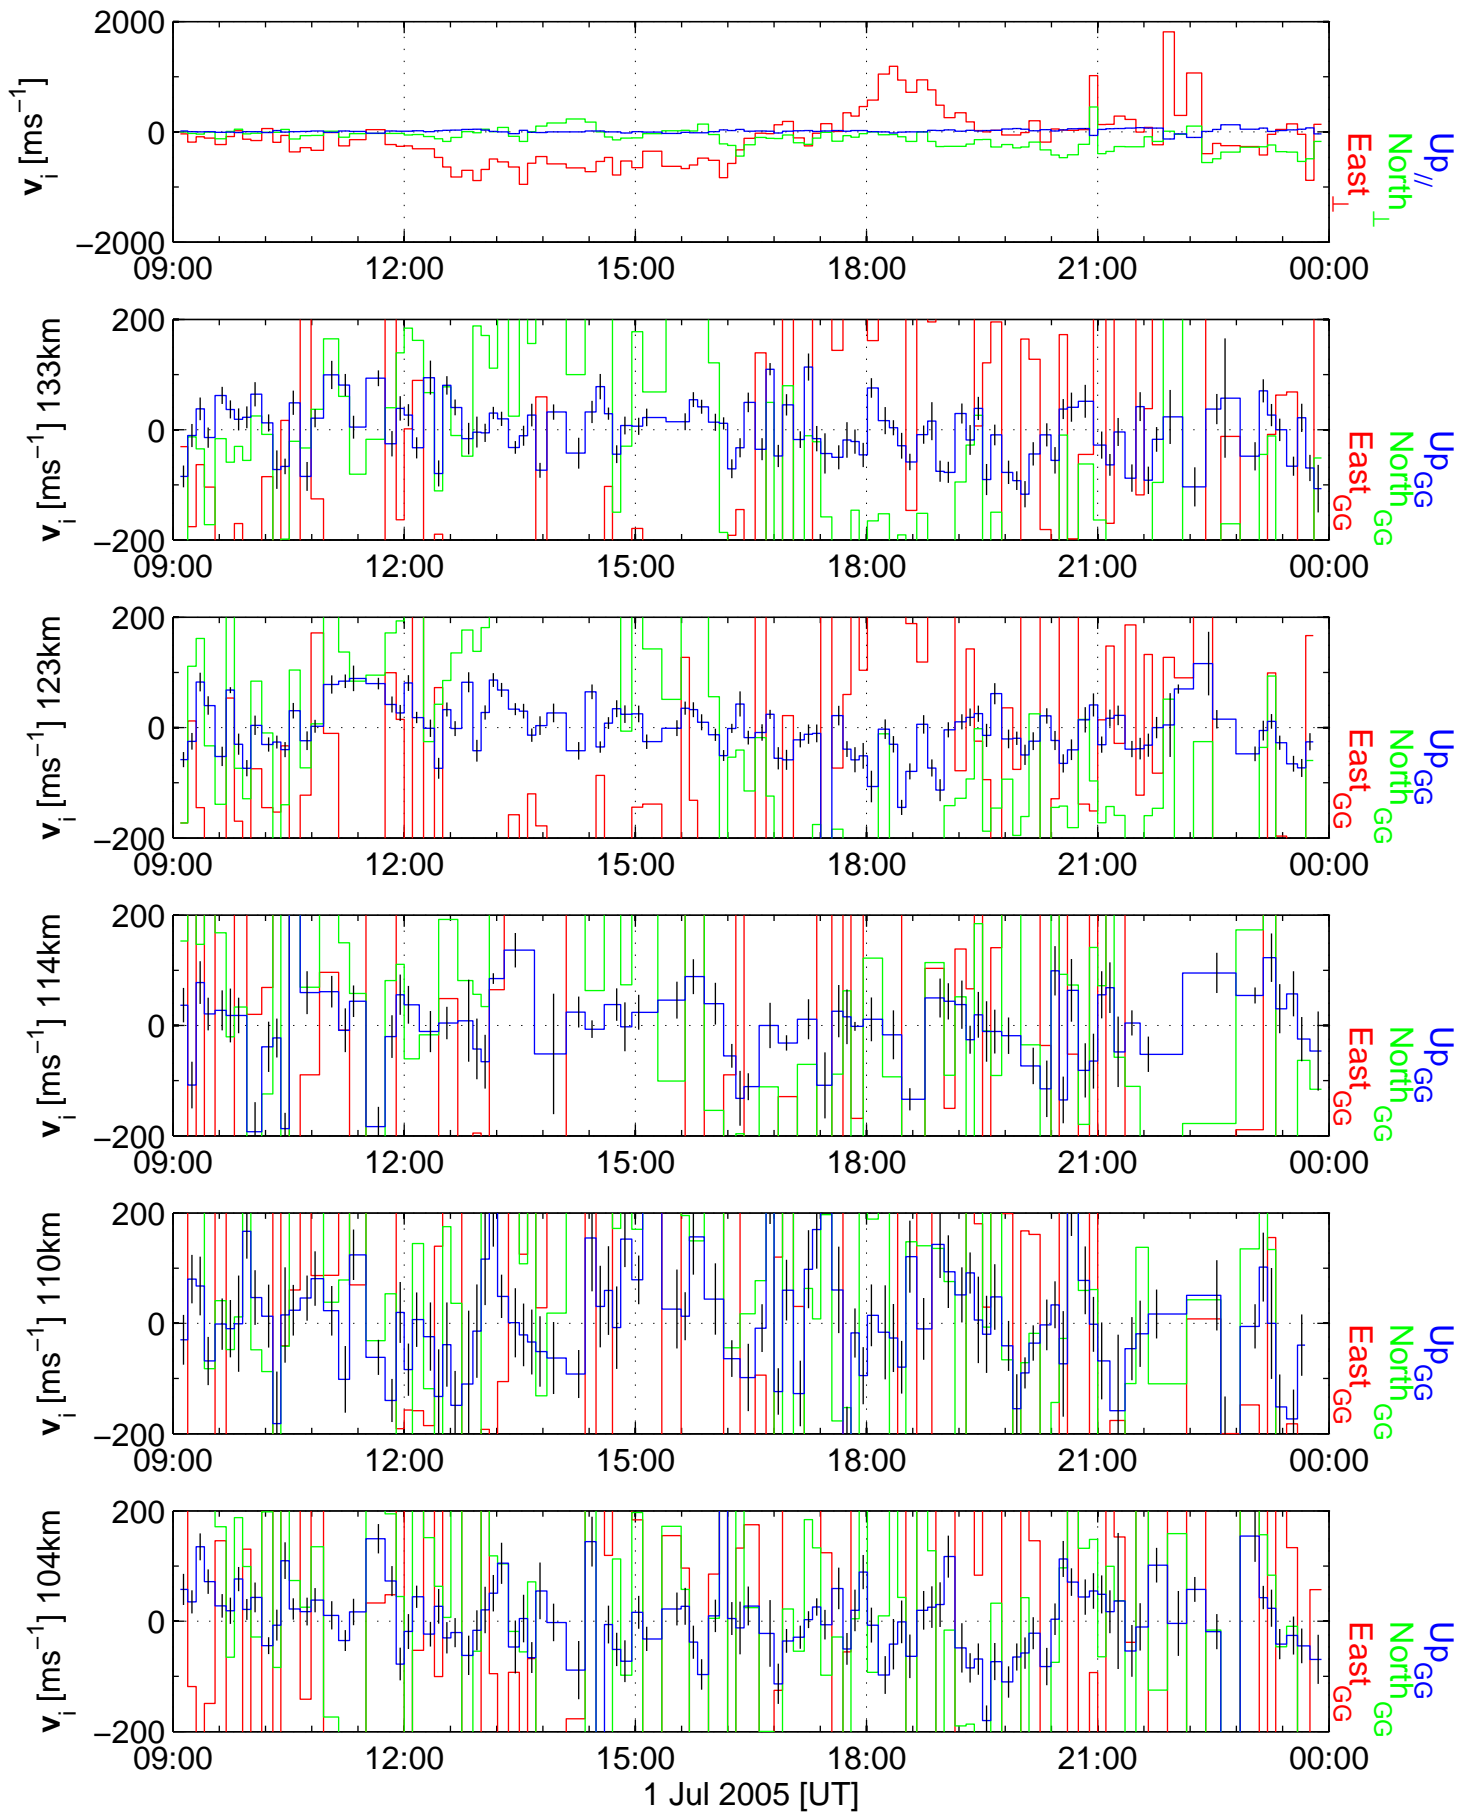 2000
0
−2000
v_i [ms^−1]
09:00 12:00 15:00 18:00 21:00 00:00
Up_//
North_⊥
East_⊥
200
0
−200
v_i [ms^−1] 133km
09:00 12:00 15:00 18:00 21:00 00:00
Up_GG
North_GG
East_GG
200
0
−200
v_i [ms^−1] 123km
09:00 12:00 15:00 18:00 21:00 00:00
Up_GG
North_GG
East_GG
200
0
−200
v_i [ms^−1] 114km
09:00 12:00 15:00 18:00 21:00 00:00
Up_GG
North_GG
East_GG
200
0
−200
v_i [ms^−1] 110km
09:00 12:00 15:00 18:00 21:00 00:00
Up_GG
North_GG
East_GG
200
0
−200
v_i [ms^−1] 104km
09:00 12:00 15:00 18:00 21:00 00:00
Up_GG
North_GG
East_GG
1 Jul 2005 [UT]